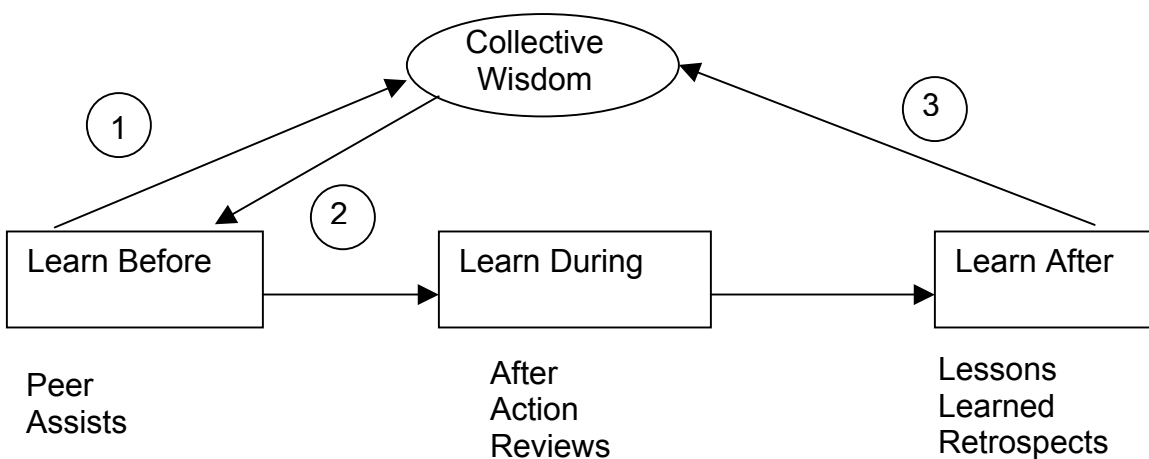 Collective
Wisdom
1
3
2
Learn Before
Learn During
Learn After
Peer
Assists
After
Action
Reviews
Lessons
Learned
Retrospects